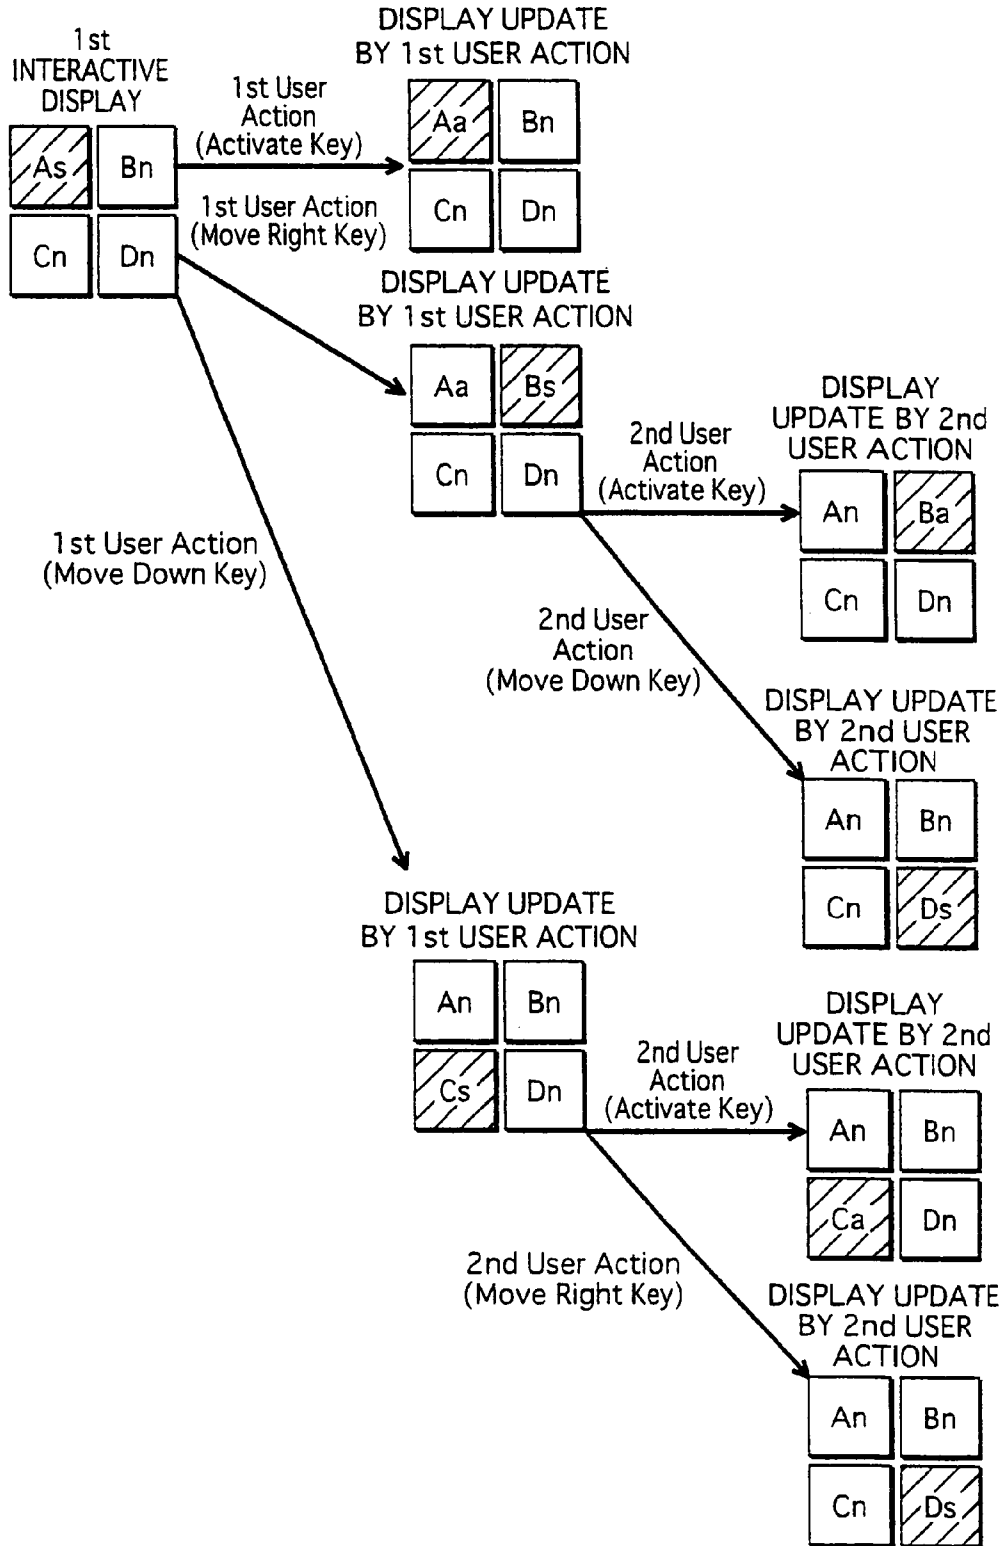 1st
INTERACTIVE
DISPLAY
As Bn
Cn Dn
1st User
Action
(Activate Key)
DISPLAY UPDATE
BY 1st USER ACTION
Aa Bn
Cn Dn
1st User Action
(Move Right Key)
DISPLAY UPDATE
BY 1st USER ACTION
Aa Bs
Cn Dn
2nd User
Action
(Activate Key)
DISPLAY
UPDATE BY 2nd
USER ACTION
An Ba
Cn Dn
2nd User
Action
(Move Down Key)
DISPLAY UPDATE
BY 2nd USER
ACTION
An Bn
Cn Ds
1st User Action
(Move Down Key)
DISPLAY UPDATE
BY 1st USER ACTION
An Bn
Cs Dn
2nd User
Action
(Activate Key)
DISPLAY
UPDATE BY 2nd
USER ACTION
An Bn
Ca Dn
2nd User Action
(Move Right Key)
DISPLAY UPDATE
BY 2nd USER
ACTION
An Bn
Cn Ds